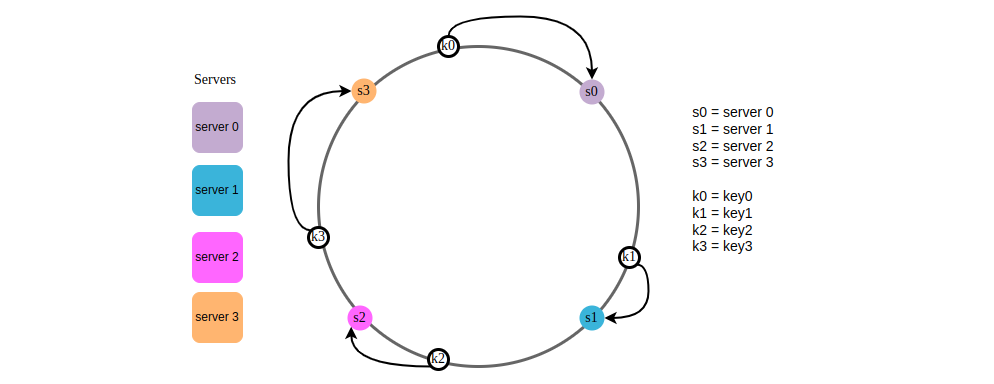 Servers
server 0
server 1
server 2
server 3
k0
s3
s0
k3
k1
s2
s1
k2
s0 = server 0
s1 = server 1
s2 = server 2
s3 = server 3
k0 = key0
k1 = key1
k2 = key2
k3 = key3